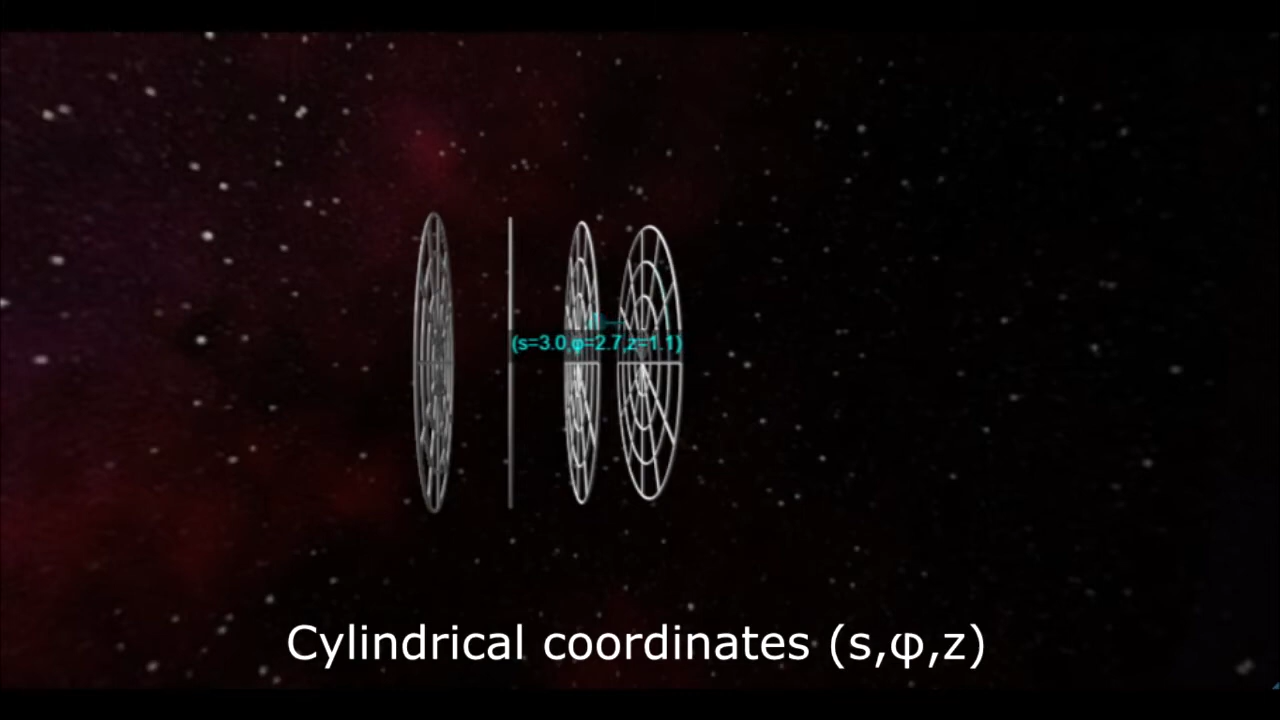 (s=3.0,φ=2.7,z=1.1)
Cylindrical coordinates (s,φ,z)